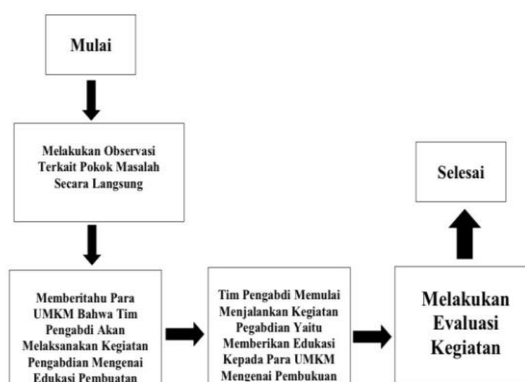 Mulai
Melakukan Observasi
Terkait Pokok Masalah
Secara Langsung
Memberitahu Para
UMKM Bahwa Tim
Pengabdi Akan
Melaksanakan Kegiatan
Pengabdian Mengenai
Edukasi Pembuatan
Tim Pengabdi Memulai
Menjalankan Kegiatan
Pegabdian Yaitu
Memberikan Edukasi
Kepada Para UMKM
Mengenai Pembukuan
Melakukan
Evaluasi
Kegiatan
Selesai